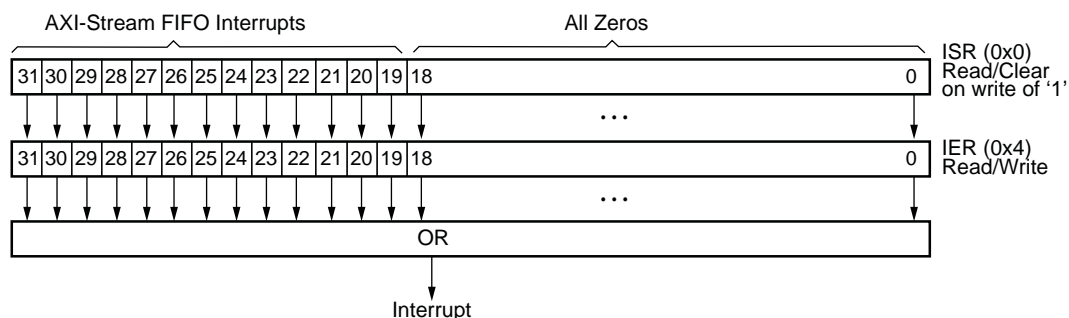 AXI-Stream FIFO Interrupts
All Zeros
31 30 29 28 27 26 25 24 23 22 21 20 19 18 0
ISR (0x0)
Read/Clear
on write of ‘1’
...
31 30 29 28 27 26 25 24 23 22 21 20 19 18 0
IER (0x4)
Read/Write
...
OR
Interrupt